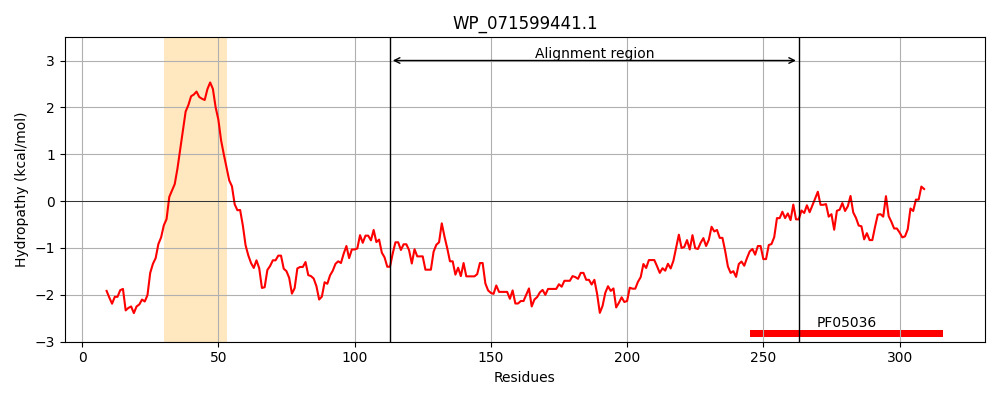 WP_071599441.1
Alignment region
Hydropathy (kcal/mol)
3
2
1
0
−1
−2
−3
PF05036
0
50
100
150
200
250
300
Residues